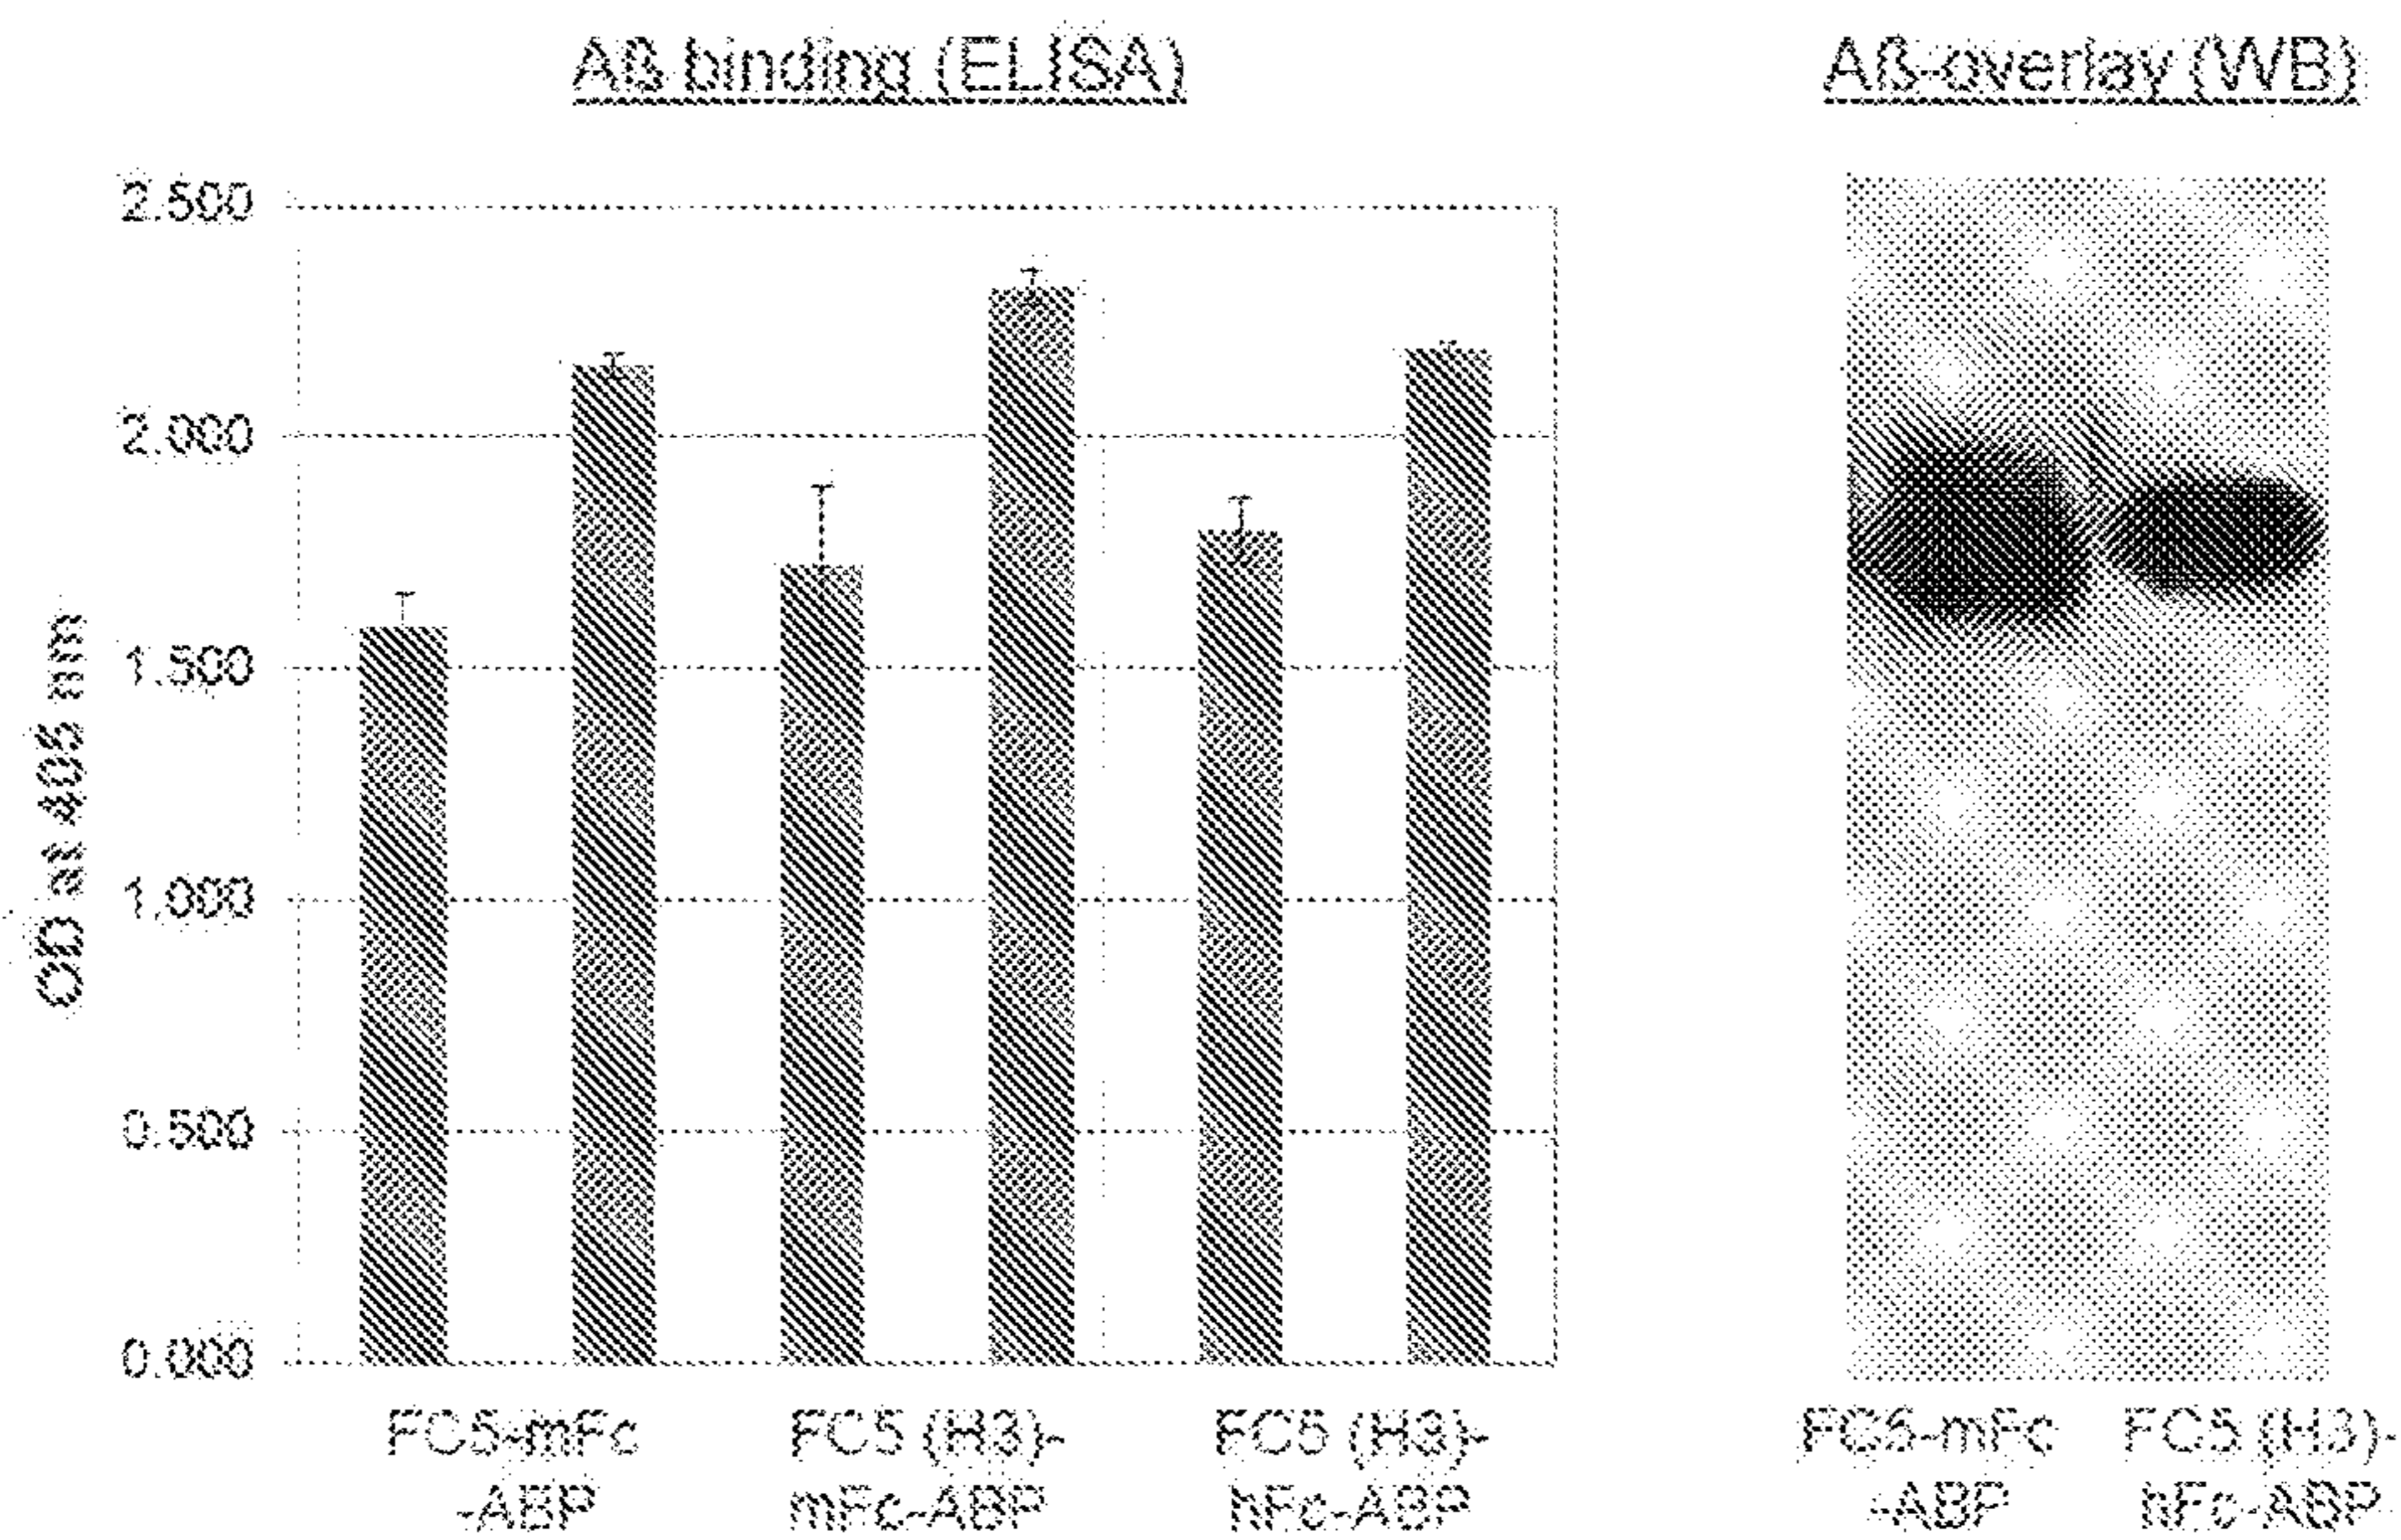 Aß binding (ELISA)
Aß-overlay (WB)
OD at 405 nm
2.500
2.000
1.500
1.000
0.500
0.000
FC5-mFc
-ABP
FC5 (H3)-
mFc-ABP
FC5 (H3)-
hFc-ABP
FC5-mFc
-ABP
FC5 (H3)-
hFc-ABP